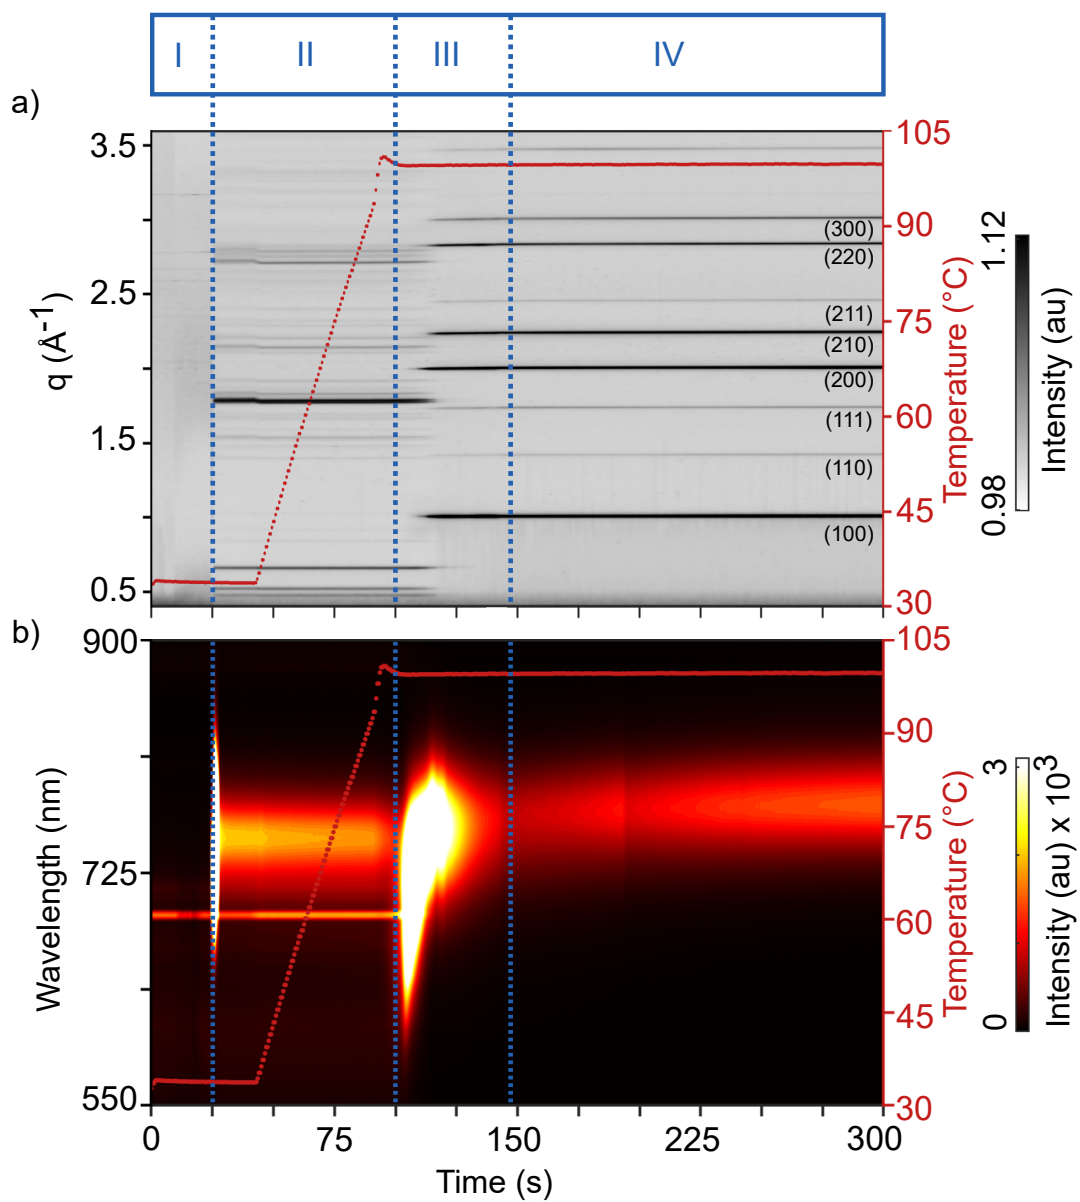 I II III IV
a)
3.5
2.5
1.5
0.5
q (Å⁻¹)
(300)
(220)
(211)
(210)
(200)
(111)
(110)
(100)
105
90
75
60
45
30
Temperature (°C)
1.12
0.98
Intensity (au)
b)
900
725
550
Wavelength (nm)
105
90
75
60
45
30
Temperature (°C)
3
0
Intensity (au) x 10³
0 75 150 225 300
Time (s)